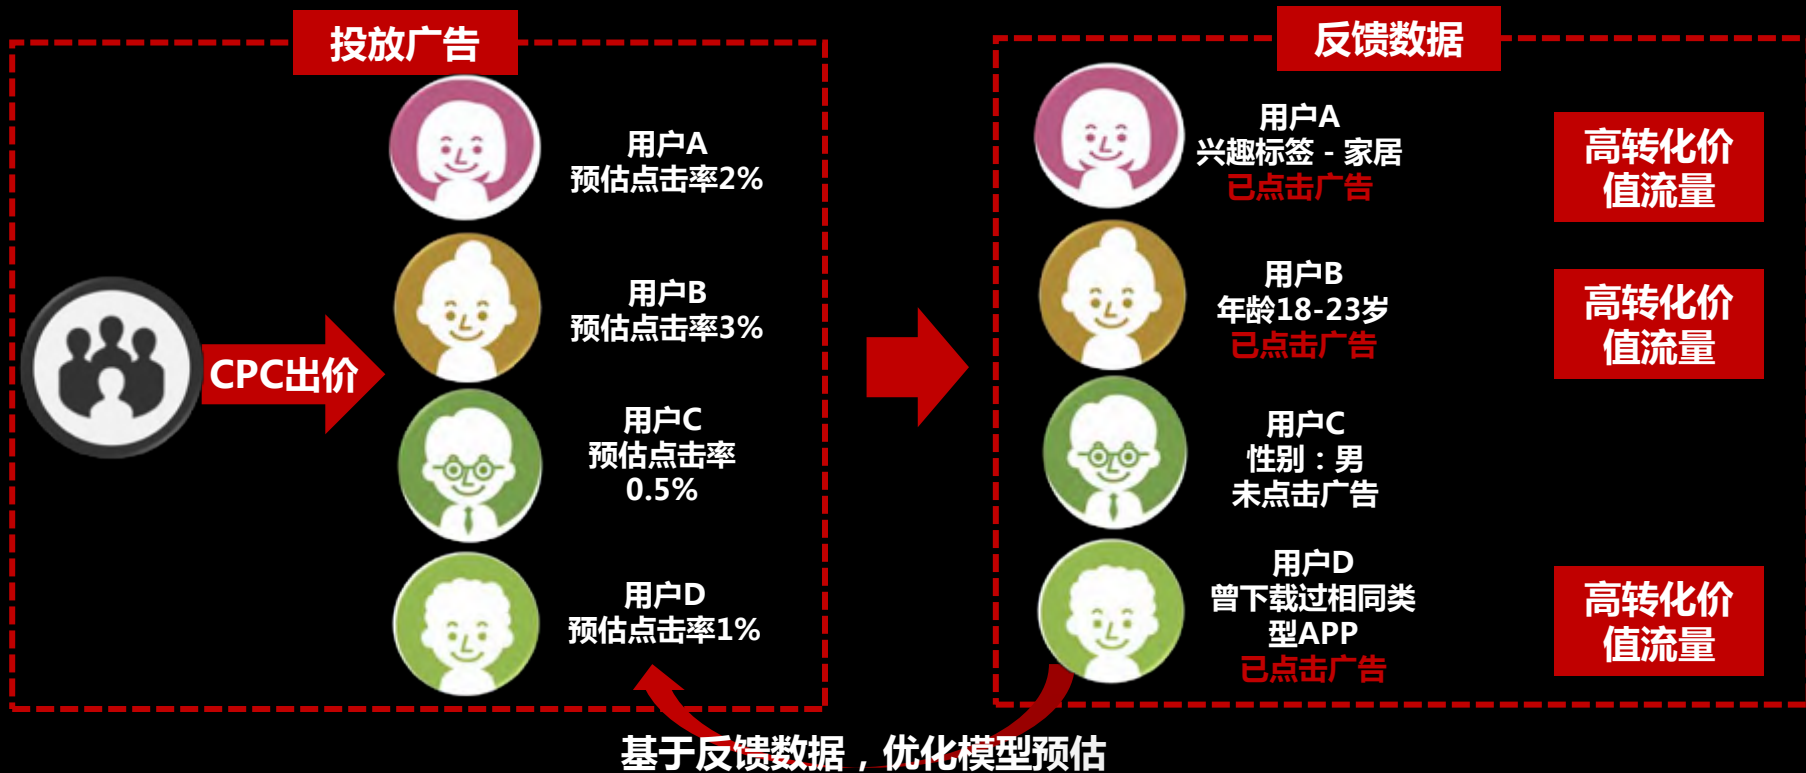 投放广告
用户A
预估点击率2%
用户B
预估点击率3%
CPC出价
用户C
预估点击率
0.5%
用户D
预估点击率1%
反馈数据
用户A
兴趣标签 - 家居
已点击广告
高转化价
值流量
用户B
年龄18-23岁
已点击广告
高转化价
值流量
用户C
性别：男
未点击广告
用户D
曾下载过相同类
型APP
已点击广告
高转化价
值流量
基于反馈数据，优化模型预估